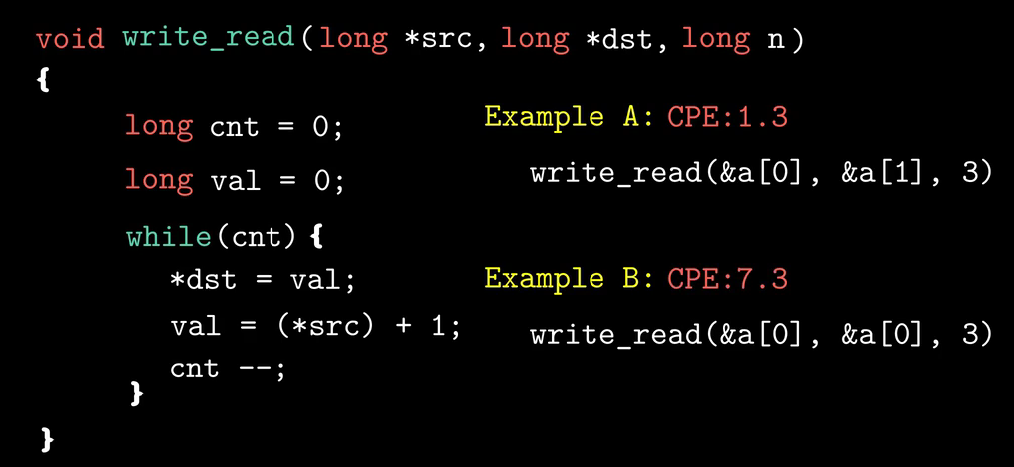 void write_read(long *src, long *dst, long n)
{
long cnt = 0;
long val = 0;
while(cnt) {
*dst = val;
val = (*src) + 1;
cnt --;
}
}
Example A: CPE:1.3
write_read(&a[0], &a[1], 3)
Example B: CPE:7.3
write_read(&a[0], &a[0], 3)